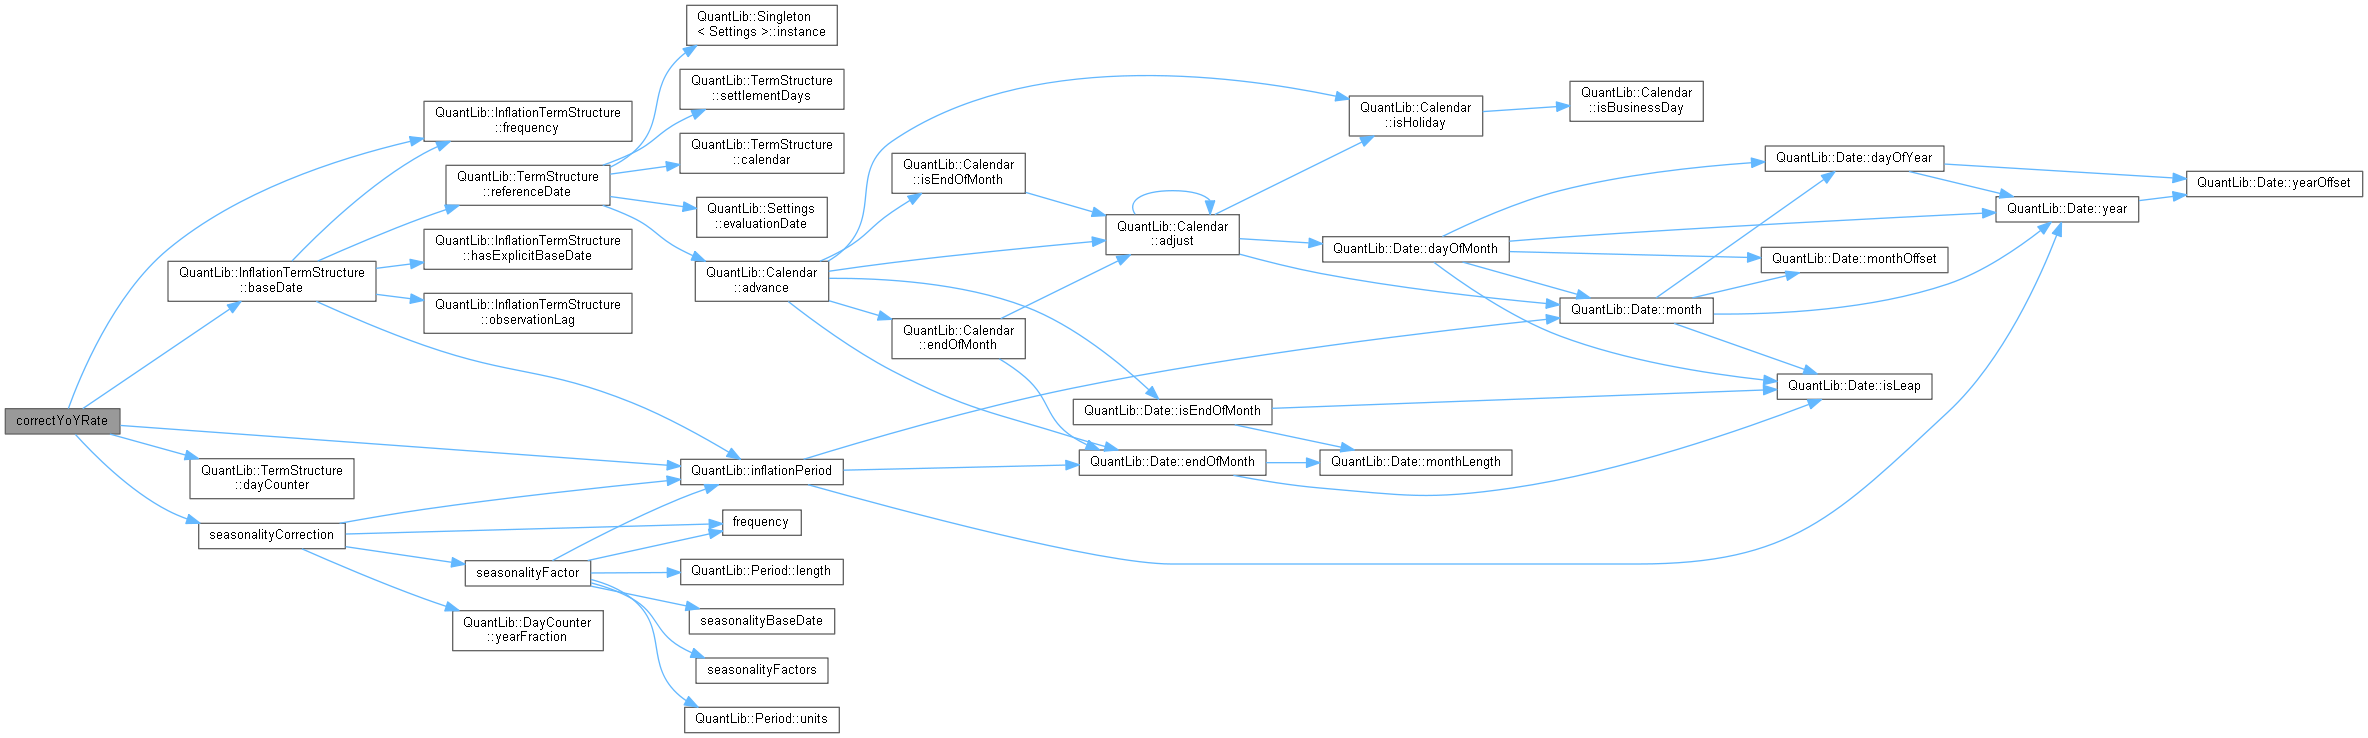 correctYoYRate
QuantLib::InflationTermStructure
::baseDate
QuantLib::TermStructure
::dayCounter
seasonalityCorrection
QuantLib::InflationTermStructure
::frequency
QuantLib::TermStructure
::referenceDate
QuantLib::InflationTermStructure
::hasExplicitBaseDate
QuantLib::InflationTermStructure
::observationLag
seasonalityFactor
QuantLib::DayCounter
::yearFraction
QuantLib::Singleton
< Settings >::instance
QuantLib::TermStructure
::settlementDays
QuantLib::TermStructure
::calendar
QuantLib::Settings
::evaluationDate
QuantLib::Calendar
::advance
QuantLib::inflationPeriod
frequency
QuantLib::Period::length
seasonalityBaseDate
seasonalityFactors
QuantLib::Period::units
QuantLib::Calendar
::isEndOfMonth
QuantLib::Calendar
::endOfMonth
QuantLib::Calendar
::adjust
QuantLib::Date::isEndOfMonth
QuantLib::Date::endOfMonth
QuantLib::Calendar
::isHoliday
QuantLib::Date::dayOfMonth
QuantLib::Date::monthLength
QuantLib::Calendar
::isBusinessDay
QuantLib::Date::month
QuantLib::Date::dayOfYear
QuantLib::Date::monthOffset
QuantLib::Date::isLeap
QuantLib::Date::year
QuantLib::Date::yearOffset